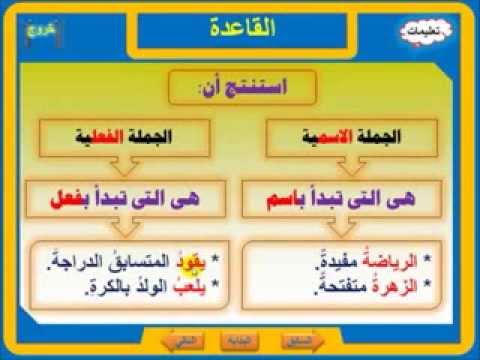 تعليمات
القاعدة
خروج
استنتج أن:
الجملة الاسمية
الجملة الفعلية
هى التى تبدأ باسم
هى التى تبدأ بفعل
* الرياضةُ مفيدةٌ.
* الزهرةُ متفتحةٌ.
* يقودُ المتسابقُ الدراجةَ.
* يلعبُ الولدُ بالكرةِ.
السابق
البداية
التالي